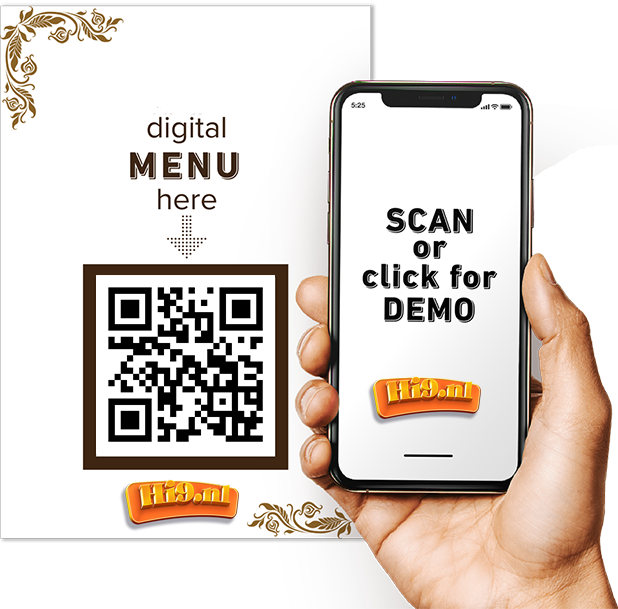 digital
MENU
here
Hi9.nl
5:25
SCAN
or
click for
DEMO
Hi9.nl